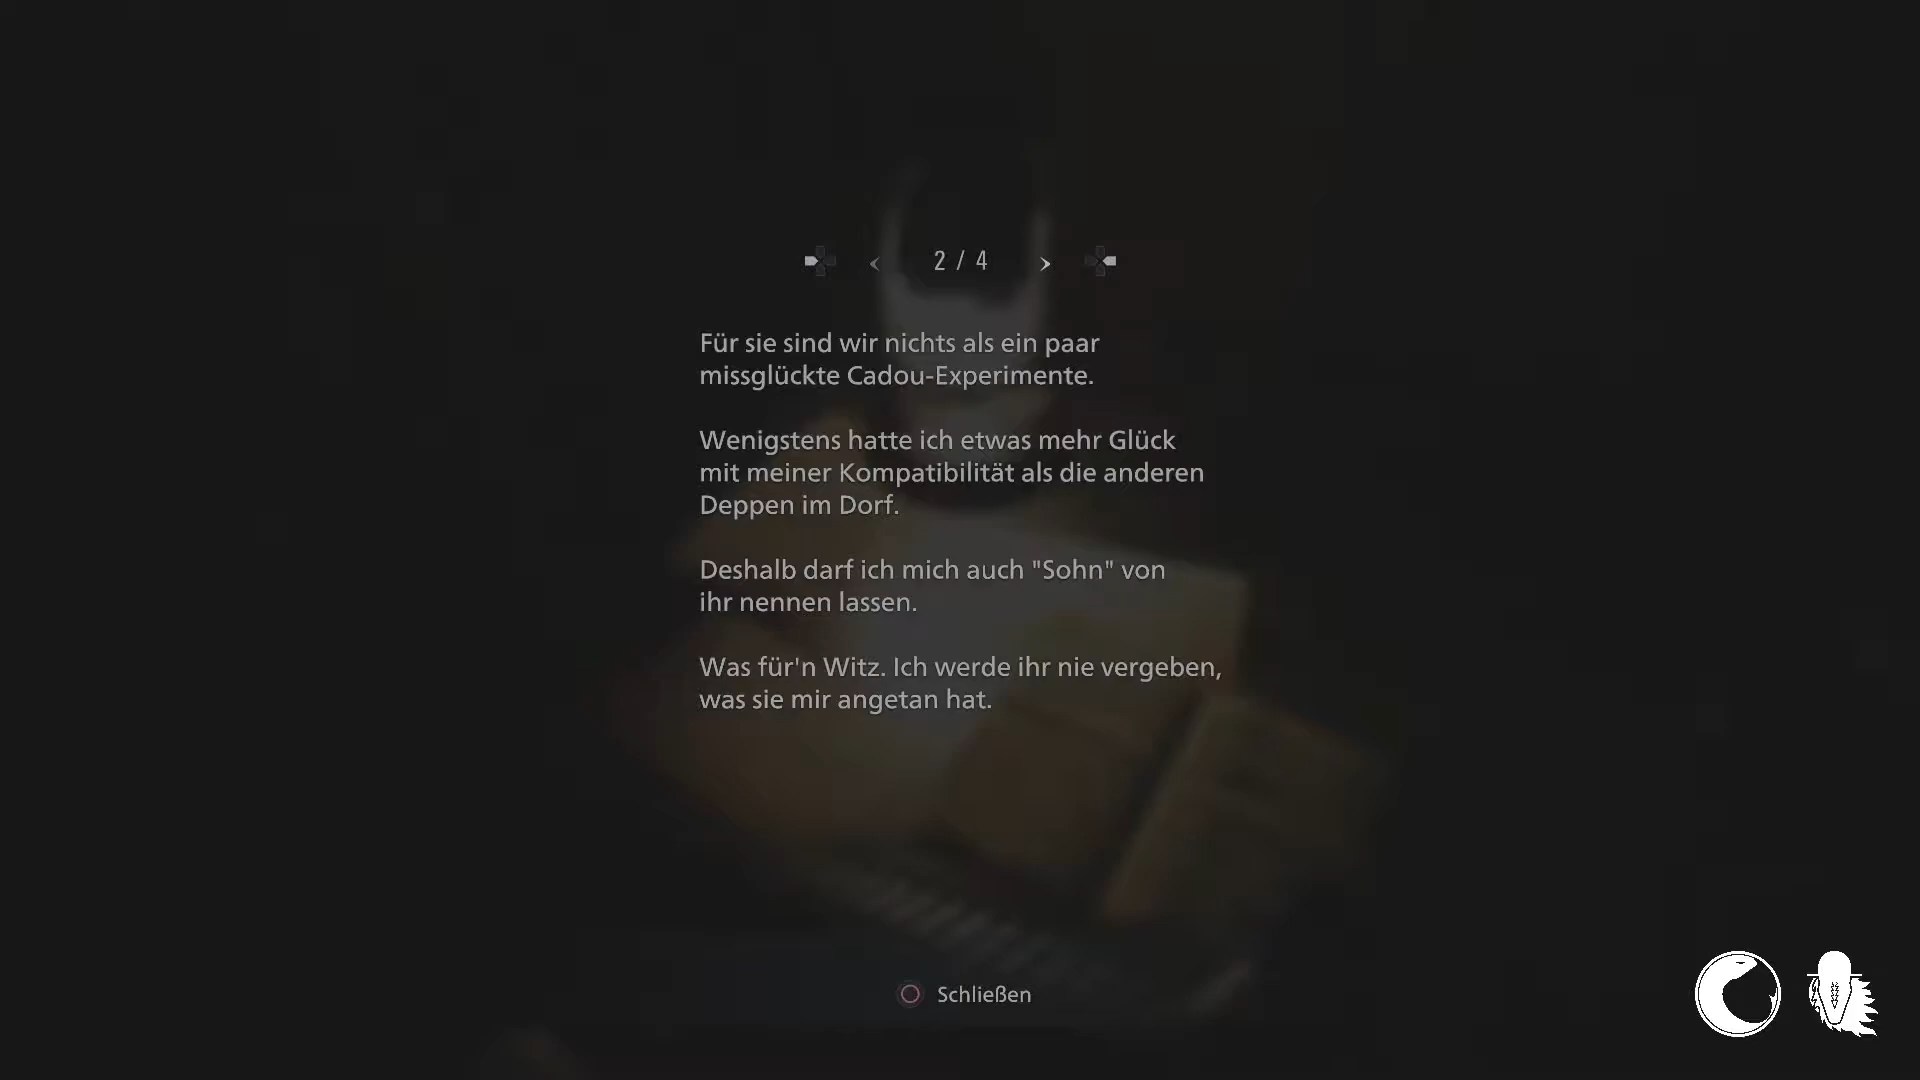 2 / 4
Für sie sind wir nichts als ein paar
missglückte Cadou-Experimente.
Wenigstens hatte ich etwas mehr Glück
mit meiner Kompatibilität als die anderen
Deppen im Dorf.
Deshalb darf ich mich auch "Sohn" von
ihr nennen lassen.
Was für'n Witz. Ich werde ihr nie vergeben,
was sie mir angetan hat.
Schließen